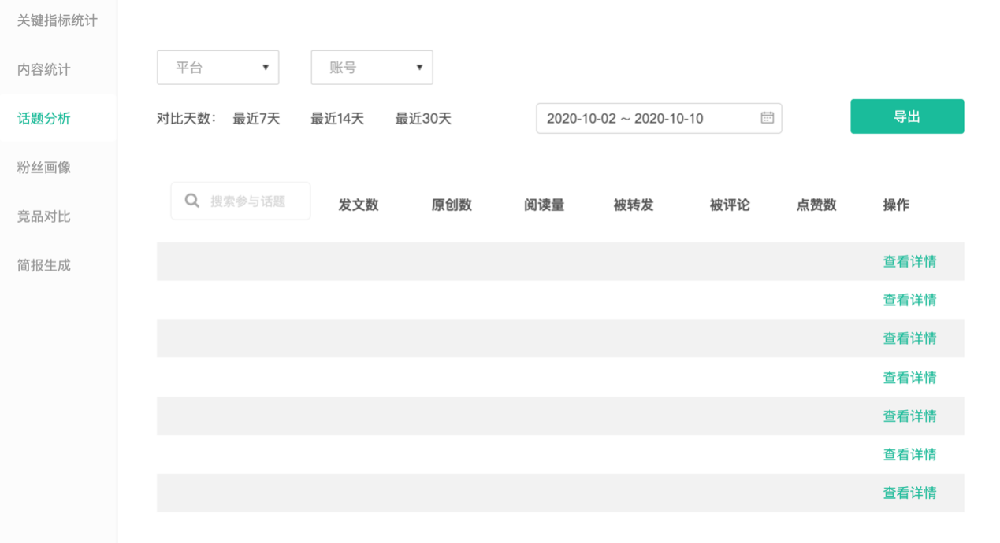 关键指标统计
内容统计
话题分析
粉丝画像
竞品对比
简报生成
平台 ▼ 账号 ▼
对比天数： 最近7天 最近14天 最近30天 2020-10-02 ~ 2020-10-10 导出
搜索参与话题 发文数 原创数 阅读量 被转发 被评论 点赞数 操作
查看详情
查看详情
查看详情
查看详情
查看详情
查看详情
查看详情